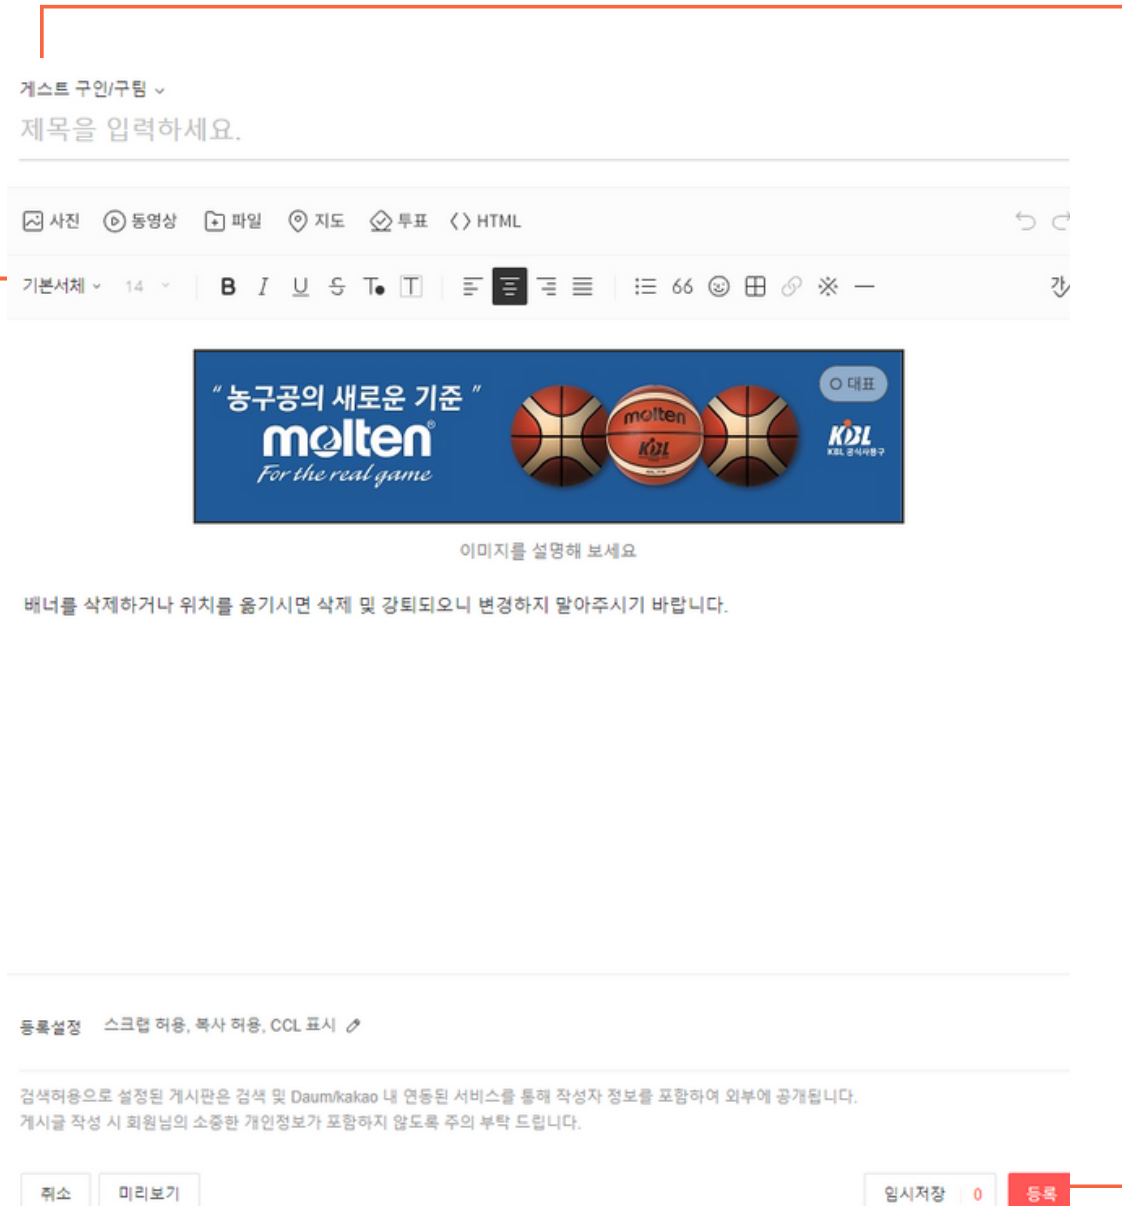 게스트 구인/구팀
제목을 입력하세요.
사진 동영상 파일 지도 투표 HTML
기본서체 14 B I U S T T 66
“ 농구공의 새로운 기준 ” 대표
molten® molten KBL KBL
For the real game KBL 공식사용구
이미지를 설명해 보세요
배너를 삭제하거나 위치를 옮기시면 삭제 및 강퇴되오니 변경하지 말아주시기 바랍니다.
등록설정 스크랩 허용, 복사 허용, CCL 표시
검색허용으로 설정된 게시판은 검색 및 Daum/kakao 내 연동된 서비스를 통해 작성자 정보를 포함하여 외부에 공개됩니다.
게시글 작성 시 회원님의 소중한 개인정보가 포함하지 않도록 주의 부탁 드립니다.
취소 미리보기 임시저장 0 등록